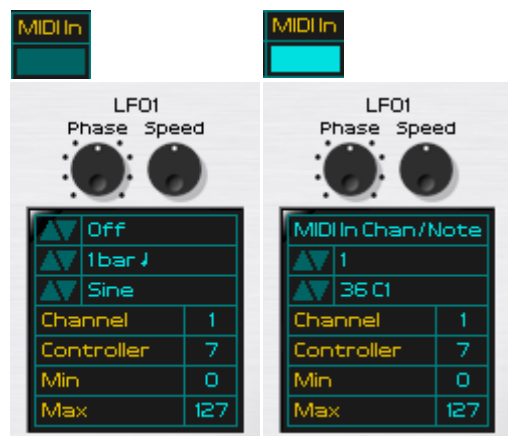 MIDI In
MIDI In
LFO1
Phase Speed
Off
1bar ♩
Sine
Channel 1
Controller 7
Min 0
Max 127
LFO1
Phase Speed
MIDI In Chan/Note
1
36 C1
Channel 1
Controller 7
Min 0
Max 127